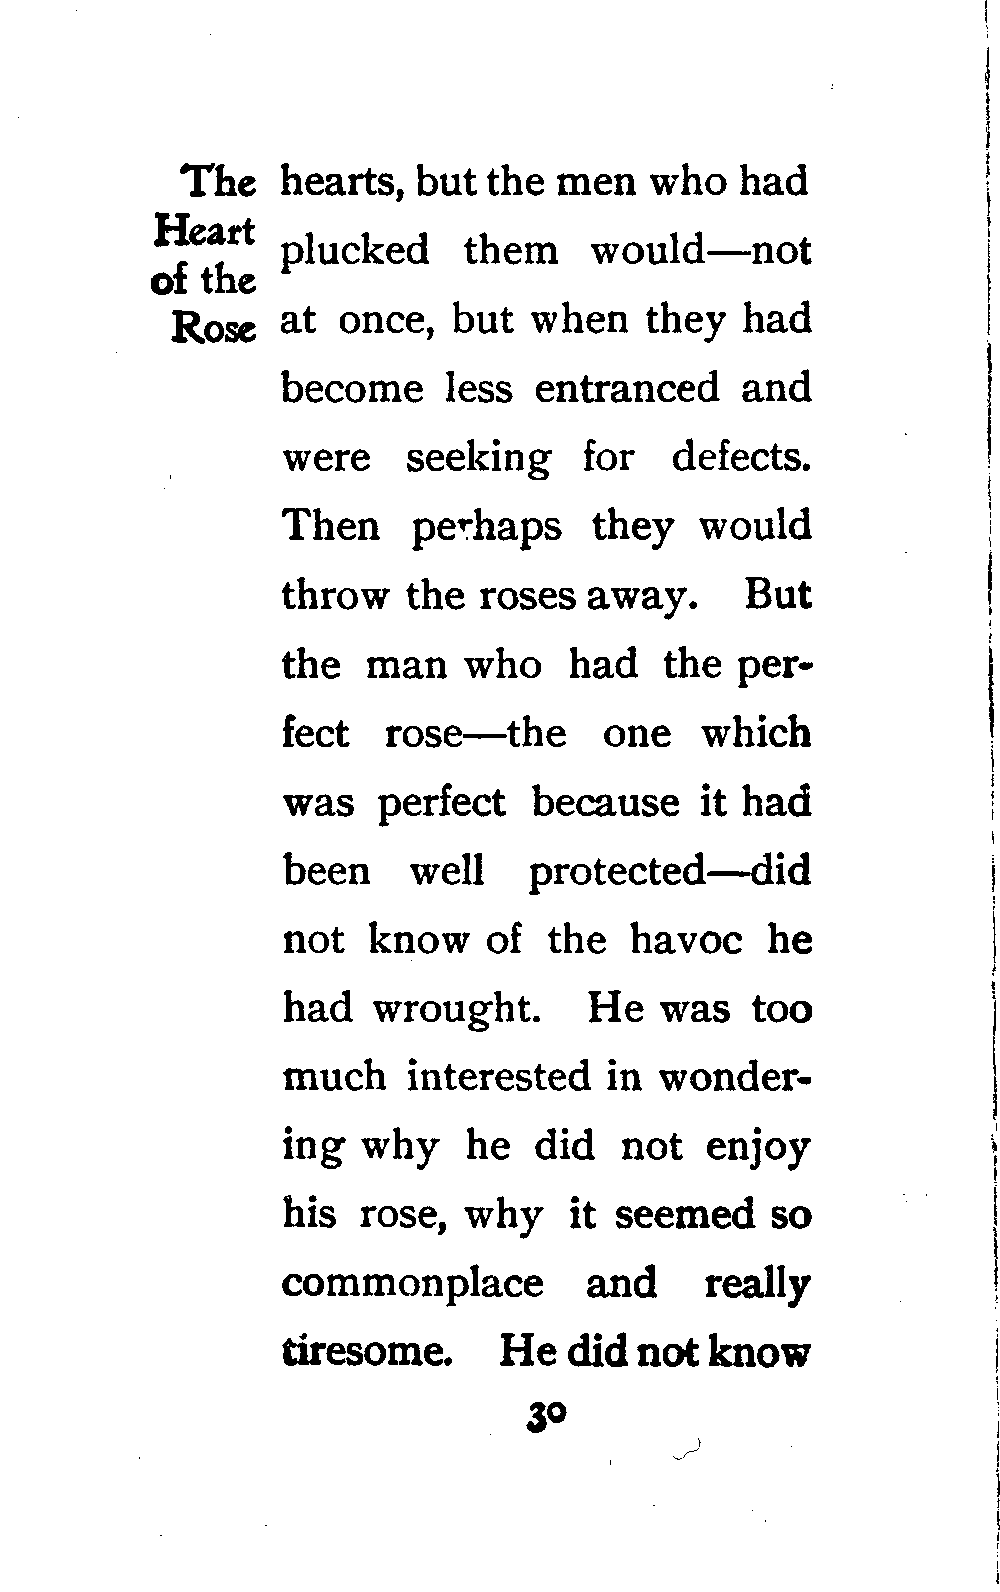 The
Heart
of the
Rose
hearts, but the men who had
plucked them would—not
at once, but when they had
become less entranced and
were seeking for defects.
Then perhaps they would
throw the roses away. But
the man who had the per-
fect rose—the one which
was perfect because it had
been well protected—did
not know of the havoc he
had wrought. He was too
much interested in wonder-
ing why he did not enjoy
his rose, why it seemed so
commonplace and really
tiresome. He did not know
30